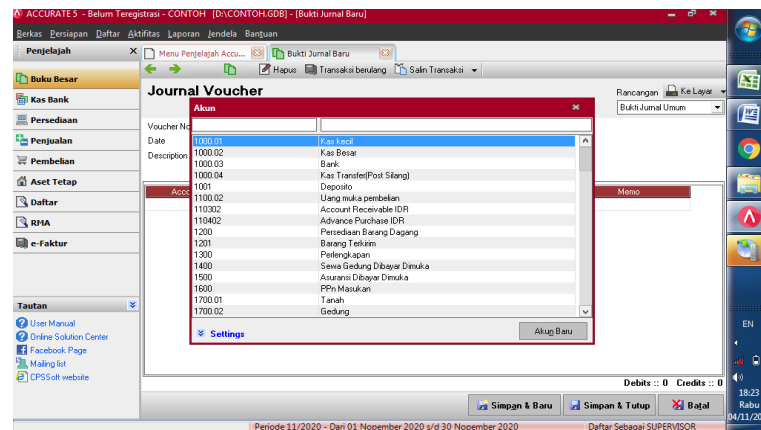 ACCURATE 5 - Belum Teregistrasi - CONTOH [D:\CONTOH.GDB] - [Bukti Jurnal Baru]
Berkas Persiapan Daftar Aktifitas Laporan Jendela Bantuan
Penjelajah X
Menu Penjelajah Accu...
Bukti Jurnal Baru
Hapus Transaksi berulang Salin Transaksi
Buku Besar
Kas Bank
Persediaan
Penjualan
Pembelian
Aset Tetap
Daftar
RMA
e-Faktur
Tautan
User Manual
Online Solution Center
Facebook Page
Mailing list
CPSSoft website
Journal Voucher
Rancangan Ke Layar
Bukti Jurnal Umum
Voucher No
Date
Description
Acco
Memo
Akun
1000.01 Kas kecil
1000.02 Kas Besar
1000.03 Bank
1000.04 Kas Transfer(Post Silang)
1001 Deposito
1100.02 Uang muka pembelian
110302 Account Receivable IDR
110402 Advance Purchase IDR
1200 Persediaan Barang Dagang
1201 Barang Terkirim
1300 Perlengkapan
1400 Sewa Gedung Dibayar Dimuka
1500 Asuransi Dibayar Dimuka
1600 PPn Masukan
1700.01 Tanah
1700.02 Gedung
Settings
Akun Baru
Debits :: 0 Credits :: 0
Simpan & Baru Simpan & Tutup Batal
Periode 11/2020 - Dari 01 Nopember 2020 s/d 30 Nopember 2020
Daftar Sebagai SUPERVISOR
EN
18:23
Rabu
04/11/20